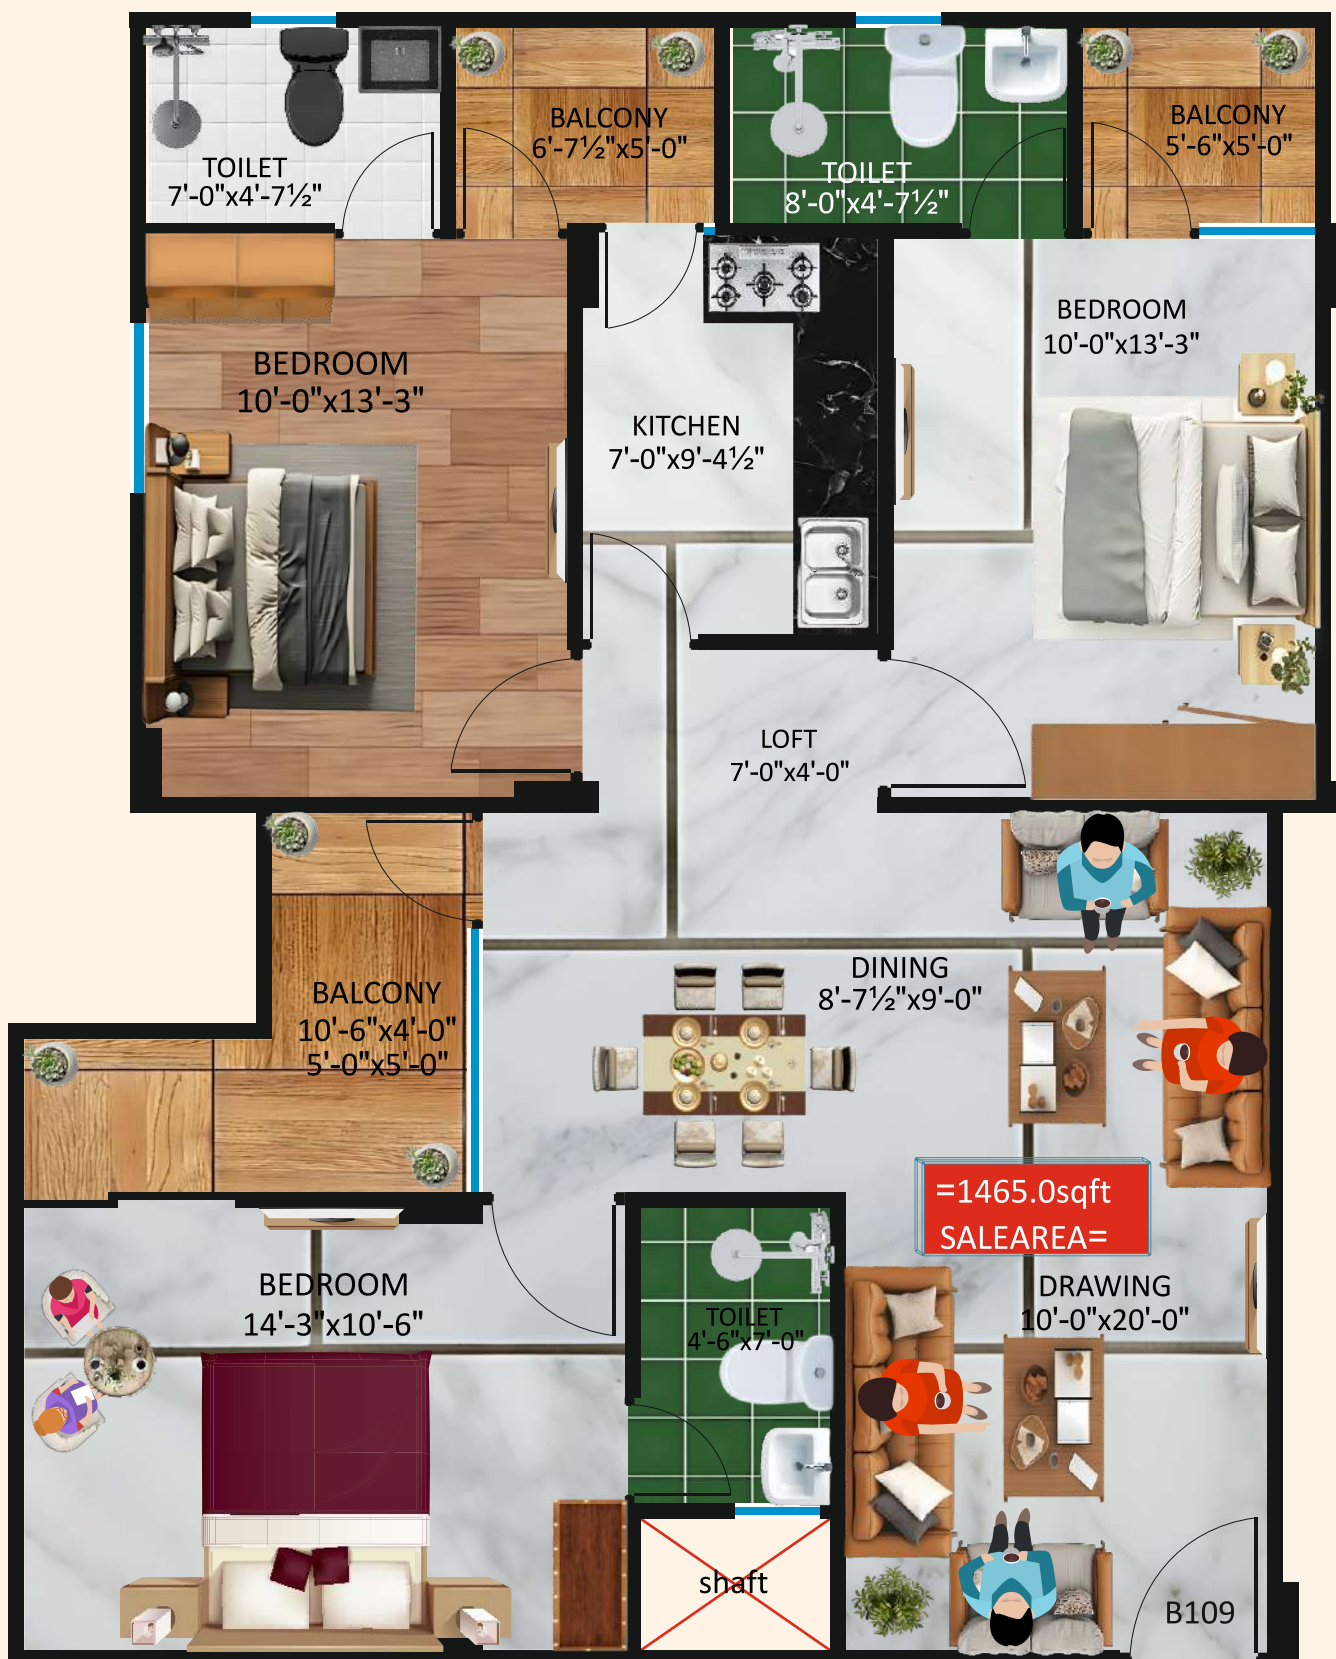 BALCONY
6'-7½"x5'-0"
BALCONY
5'-6"x5'-0"
TOILET
7'-0"x4'-7½"
TOILET
8'-0"x4'-7½"
BEDROOM
10'-0"x13'-3"
BEDROOM
10'-0"x13'-3"
KITCHEN
7'-0"x9'-4½"
LOFT
7'-0"x4'-0"
DINING
8'-7½"x9'-0"
BALCONY
10'-6"x4'-0"
5'-0"x5'-0"
=1465.0sqft
SALEAREA=
BEDROOM
14'-3"x10'-6"
TOILET
4'-6"x7'-0"
DRAWING
10'-0"x20'-0"
shaft
B109